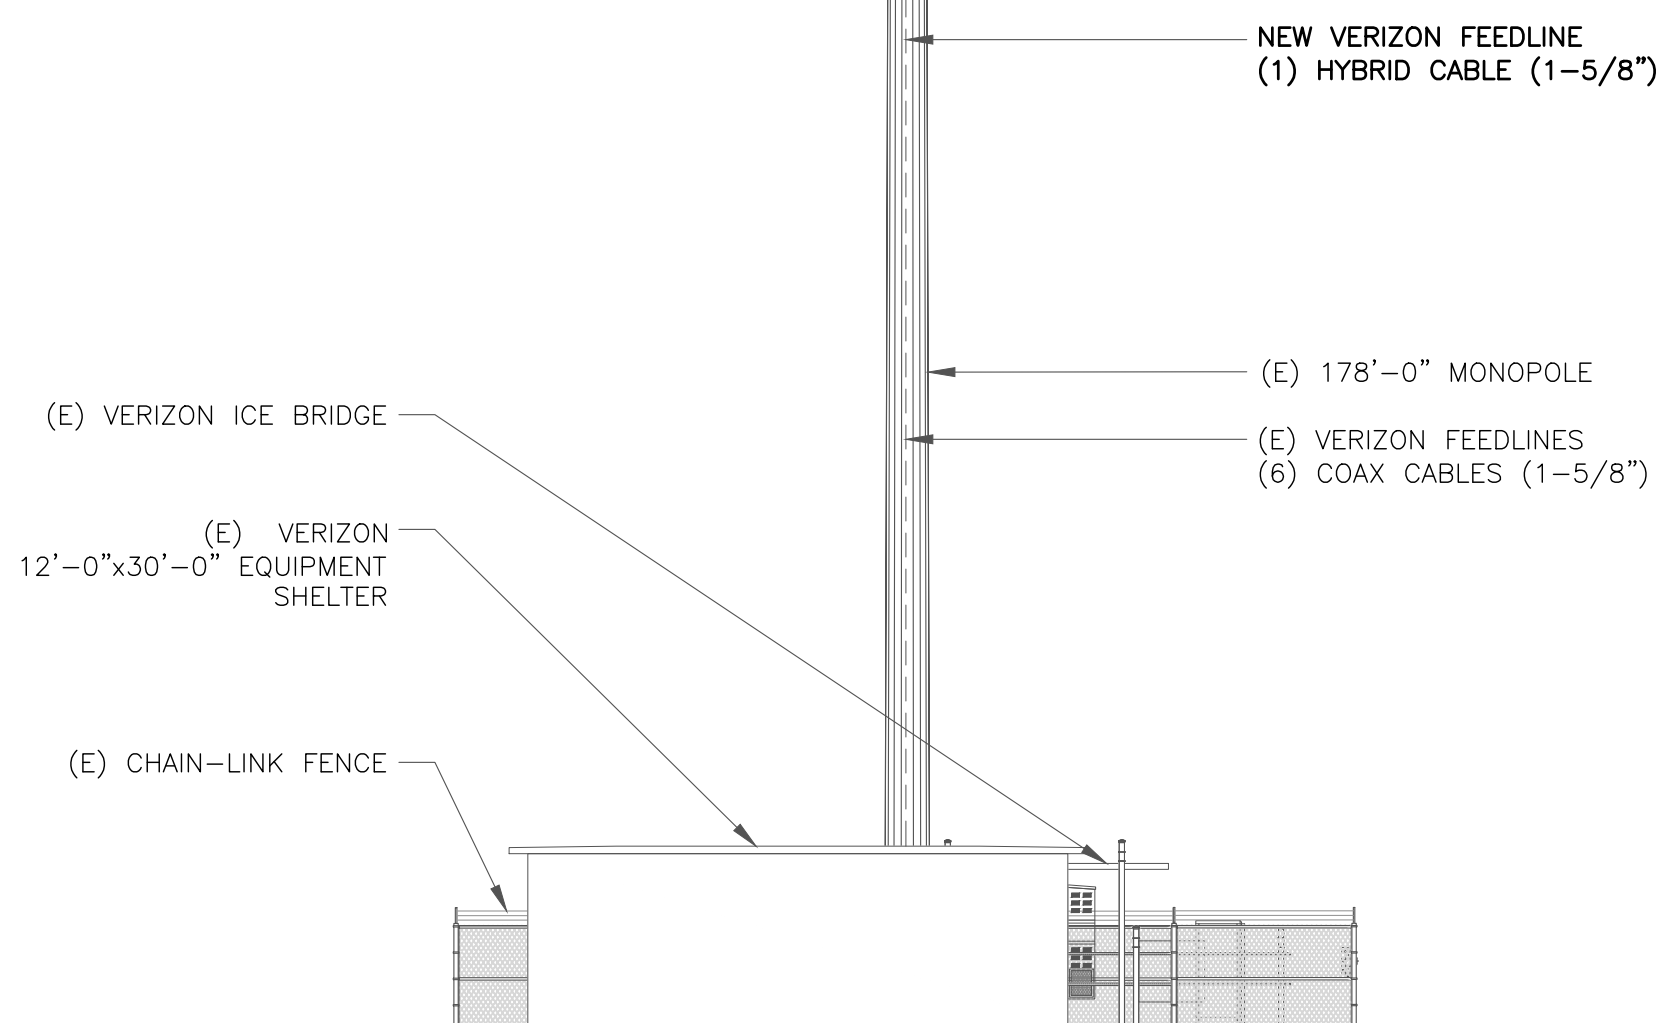 NEW VERIZON FEEDLINE
(1) HYBRID CABLE (1-5/8")
(E) 178'-0" MONOPOLE
(E) VERIZON ICE BRIDGE
(E) VERIZON FEEDLINES
(6) COAX CABLES (1-5/8")
(E) VERIZON
12'-0"x30'-0" EQUIPMENT
SHELTER
(E) CHAIN-LINK FENCE